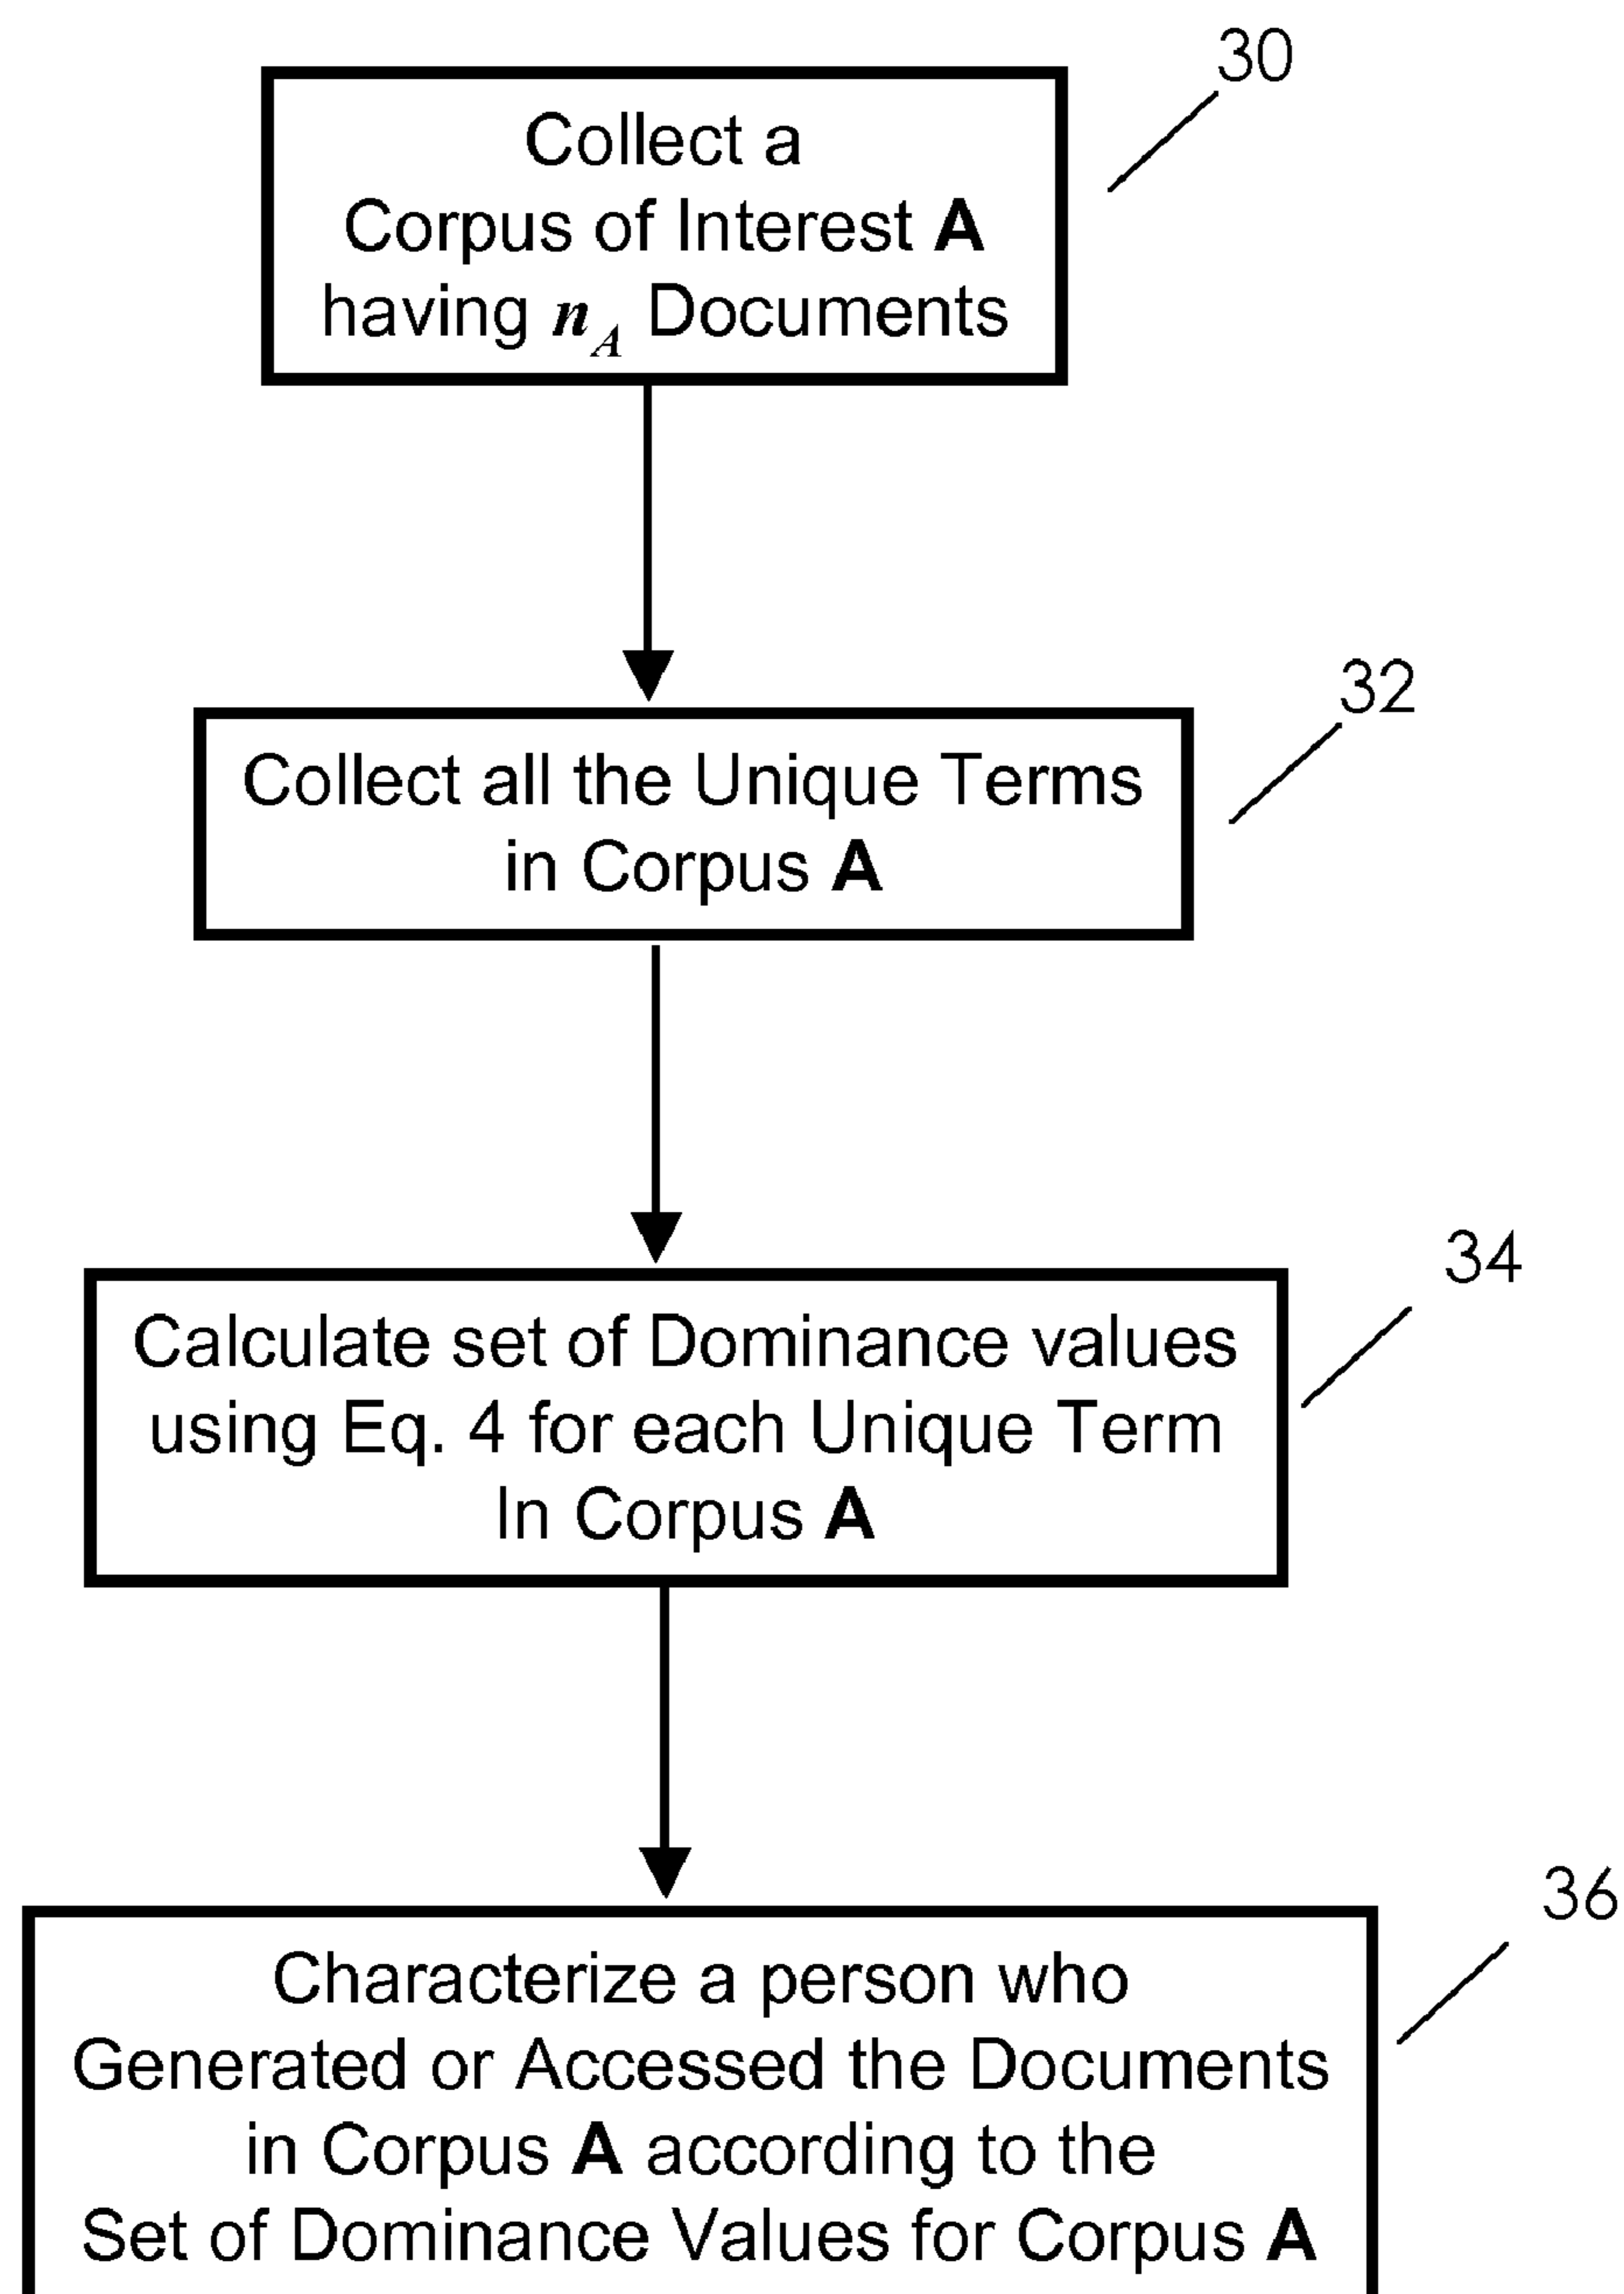 30
Collect a
Corpus of Interest A
having n_A Documents
32
Collect all the Unique Terms
in Corpus A
34
Calculate set of Dominance values
using Eq. 4 for each Unique Term
In Corpus A
36
Characterize a person who
Generated or Accessed the Documents
in Corpus A according to the
Set of Dominance Values for Corpus A